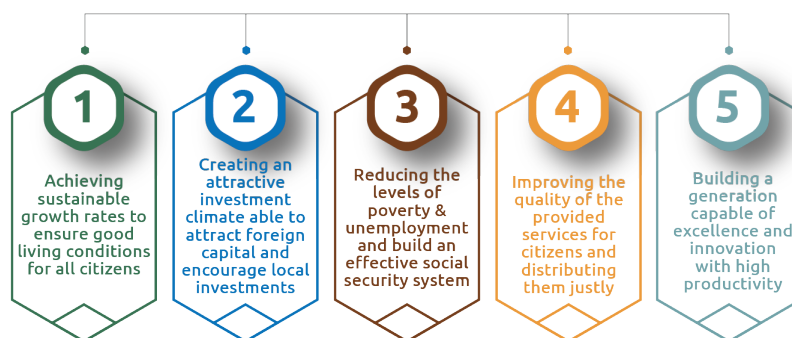 1
Achieving
sustainable
growth rates to
ensure good
living conditions
for all citizens
2
Creating an
attractive
investment
climate able to
attract foreign
capital and
encourage local
investments
3
Reducing the
levels of
poverty &
unemployment
and build an
effective social
security system
4
Improving the
quality of the
provided
services for
citizens and
distributing
them justly
5
Building a
generation
capable of
excellence and
innovation
with high
productivity